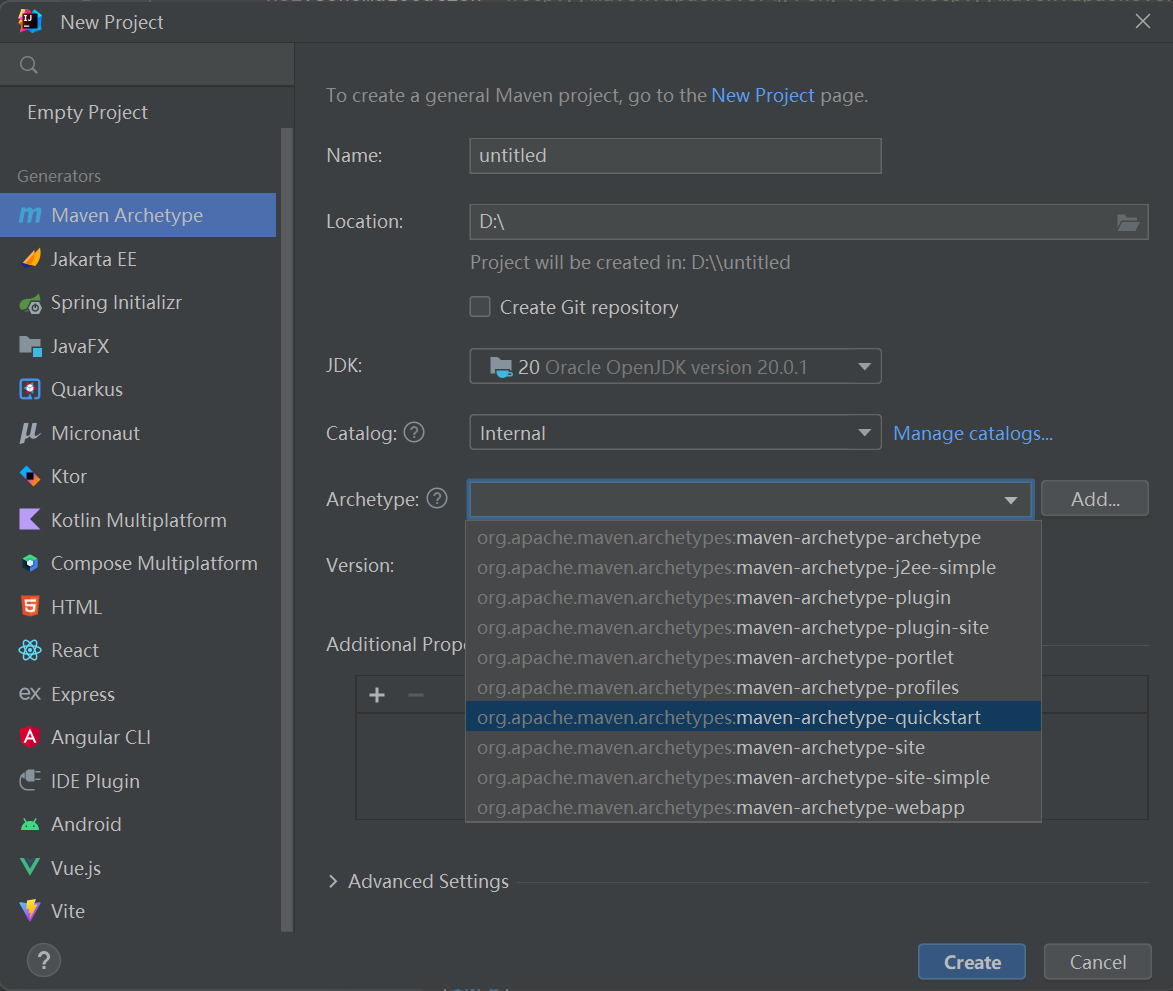 New Project
Empty Project
Generators
Maven Archetype
Jakarta EE
Spring Initializr
JavaFX
Quarkus
Micronaut
Ktor
Kotlin Multiplatform
Compose Multiplatform
HTML
React
Express
Angular CLI
IDE Plugin
Android
Vue.js
Vite
To create a general Maven project, go to the New Project page.
Name:
untitled
Location:
D:\
Project will be created in: D:\\untitled
Create Git repository
JDK:
20 Oracle OpenJDK version 20.0.1
Catalog: ?
Internal
Manage catalogs...
Archetype: ?
Add...
org.apache.maven.archetypes:maven-archetype-archetype
org.apache.maven.archetypes:maven-archetype-j2ee-simple
org.apache.maven.archetypes:maven-archetype-plugin
org.apache.maven.archetypes:maven-archetype-plugin-site
org.apache.maven.archetypes:maven-archetype-portlet
org.apache.maven.archetypes:maven-archetype-profiles
org.apache.maven.archetypes:maven-archetype-quickstart
org.apache.maven.archetypes:maven-archetype-site
org.apache.maven.archetypes:maven-archetype-site-simple
org.apache.maven.archetypes:maven-archetype-webapp
Version:
Additional Prop
Advanced Settings
?
Create
Cancel